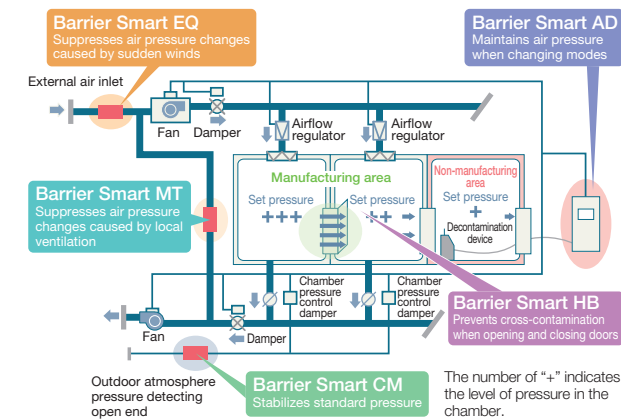 Barrier Smart EQ
Suppresses air pressure changes
caused by sudden winds
Barrier Smart AD
Maintains air pressure
when changing modes
External air inlet
Fan
Damper
Airflow
regulator
Airflow
regulator
Manufacturing area
Non-manufacturing
area
Set pressure
+++
Set pressure
++
Set pressure
+
Decontamination
device
Barrier Smart MT
Suppresses air pressure
changes caused by local
ventilation
Chamber
pressure
control
damper
Chamber
pressure
control
damper
Barrier Smart HB
Prevents cross-contamination
when opening and closing doors
Fan
Damper
Outdoor atmosphere
pressure detecting
open end
Barrier Smart CM
Stabilizes standard pressure
The number of "+" indicates
the level of pressure in the
chamber.